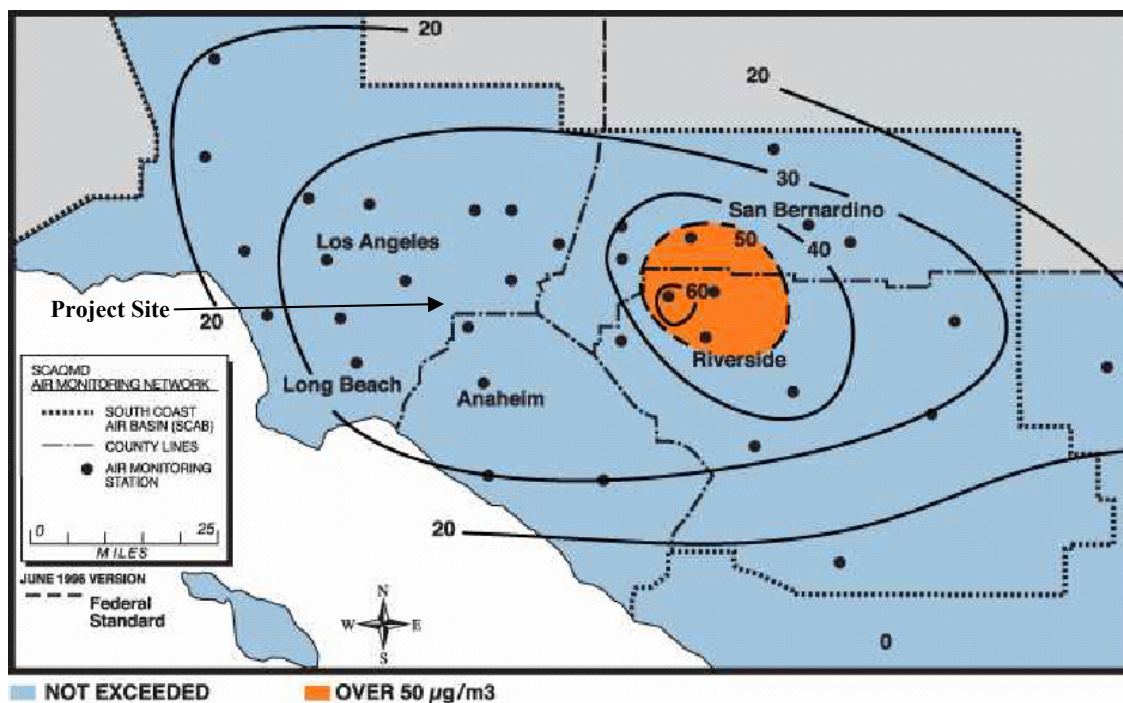 20
20
30
San Bernardino
50
40
Los Angeles
60
Project Site
20
Riverside
Long Beach
Anaheim
SCAQMD
AIR MONITORING NETWORK
SOUTH COAST
AIR BASIN (SCAB)
COUNTY LINES
AIR MONITORING
STATION
0 25
MILES
20
JUNE 1996 VERSION
Federal
Standard
N
W E
S
0
NOT EXCEEDED
OVER 50 µg/m3